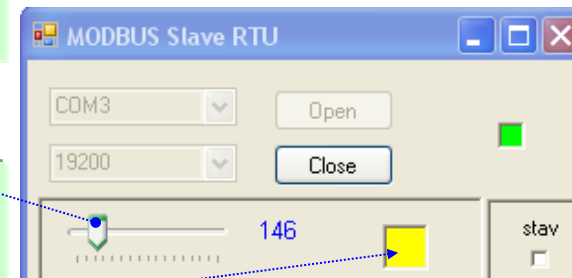 MODBUS Slave RTU
COM3
Open
19200
Close
146
stav